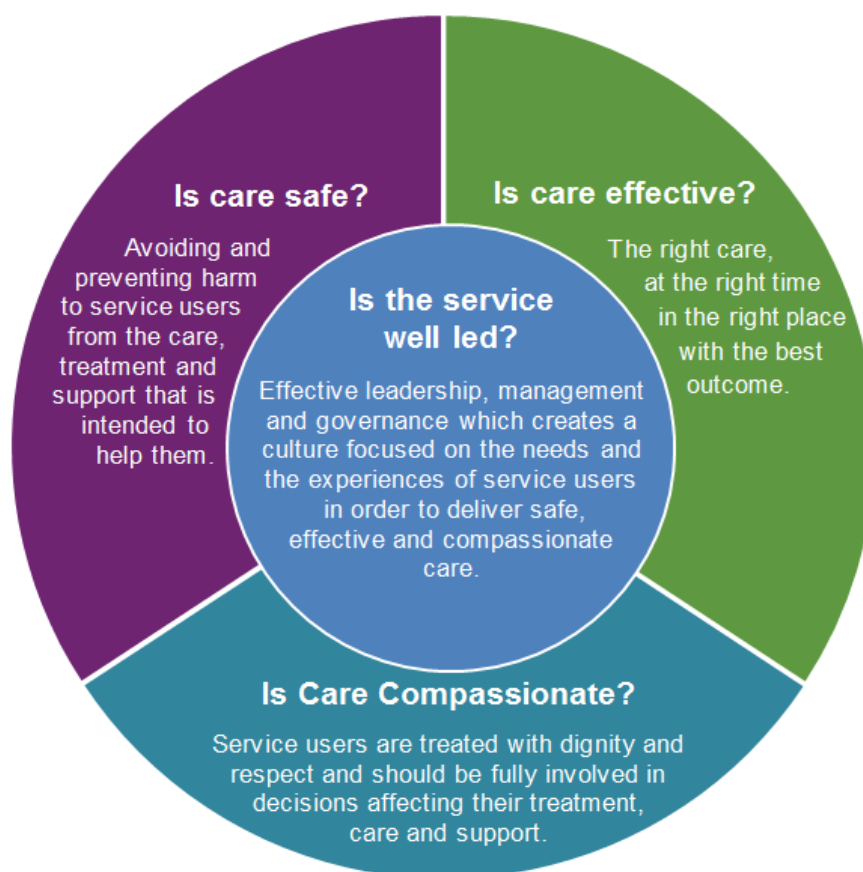 Is care safe?
Avoiding and
preventing harm
to service users
from the care,
treatment and
support that is
intended to
help them.
Is care effective?
The right care,
at the right time
in the right place
with the best
outcome.
Is the service
well led?
Effective leadership, management
and governance which creates a
culture focused on the needs and
the experiences of service users
in order to deliver safe,
effective and compassionate
care.
Is Care Compassionate?
Service users are treated with dignity and
respect and should be fully involved in
decisions affecting their treatment,
care and support.